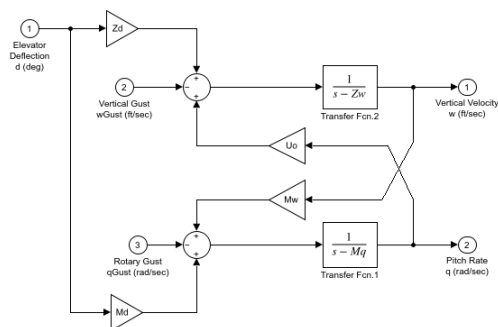 1
Elevator
Deflection
d (deg)
Zd
2
Vertical Gust
wGust (ft/sec)
+
−
+
1
s − Zw
Transfer Fcn.2
1
Vertical Velocity
w (ft/sec)
Uo
Mw
3
Rotary Gust
qGust (rad/sec)
+
−
+
1
s − Mq
Transfer Fcn.1
2
Pitch Rate
q (rad/sec)
Md